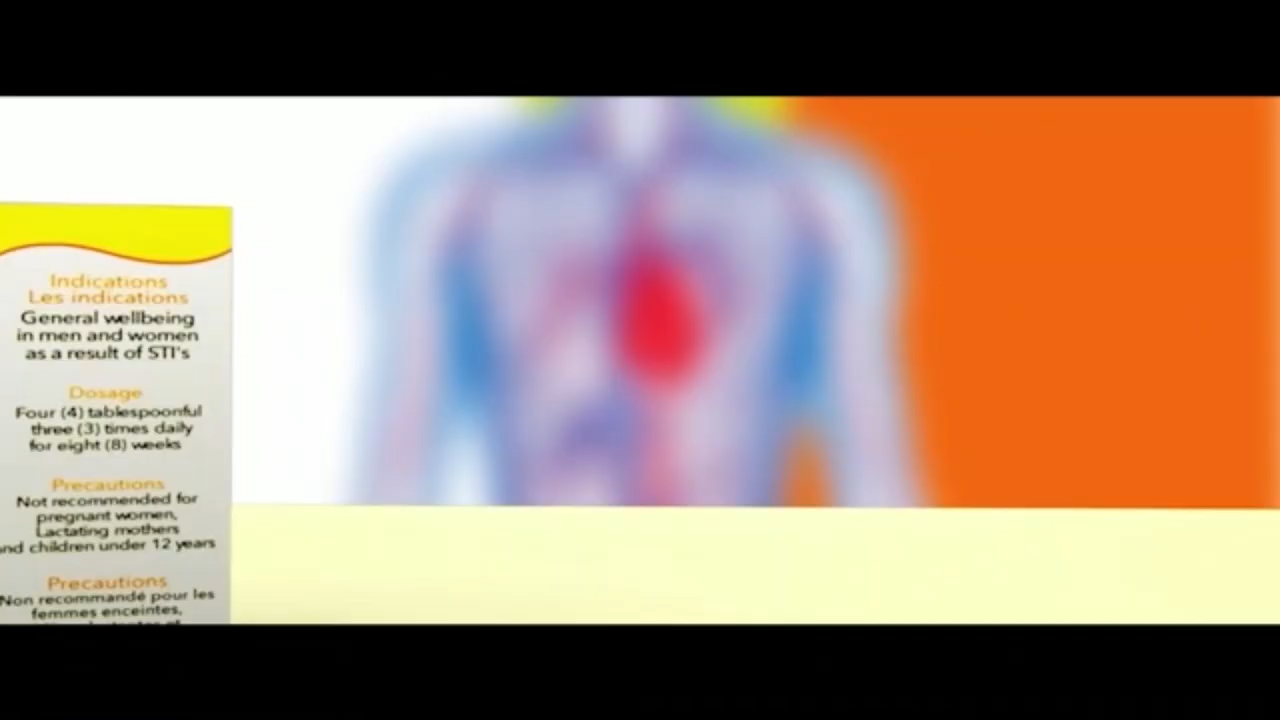 Indications
Les indications
General wellbeing
in men and women
as a result of STI's
Dosage
Four (4) tablespoonful
three (3) times daily
for eight (8) weeks
Precautions
Not recommended for
pregnant women,
Lactating mothers
children under 12 years
Precautions
Non recommandé pour les
femmes enceintes,